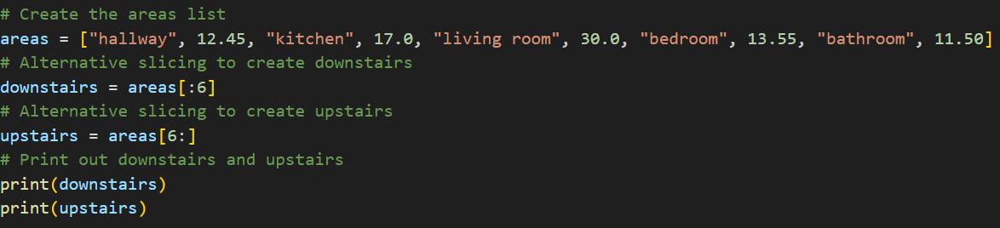 # Create the areas list
areas = ["hallway", 12.45, "kitchen", 17.0, "living room", 30.0, "bedroom", 13.55, "bathroom", 11.50]
# Alternative slicing to create downstairs
downstairs = areas[:6]
# Alternative slicing to create upstairs
upstairs = areas[6:]
# Print out downstairs and upstairs
print(downstairs)
print(upstairs)